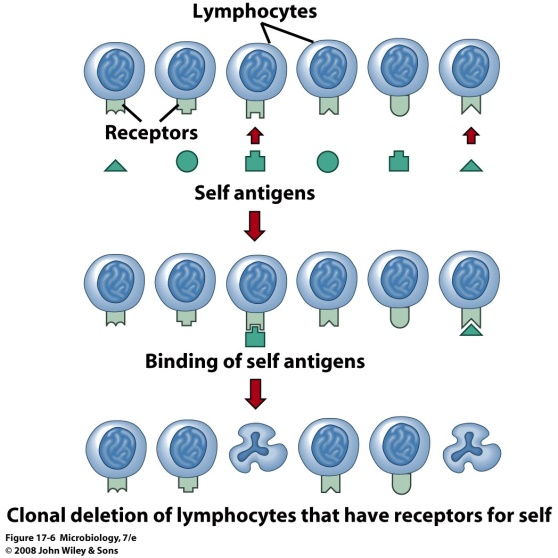 Lymphocytes
Receptors
Self antigens
Binding of self antigens
Clonal deletion of lymphocytes that have receptors for self
Figure 17-6 Microbiology, 7/e
© 2008 John Wiley & Sons